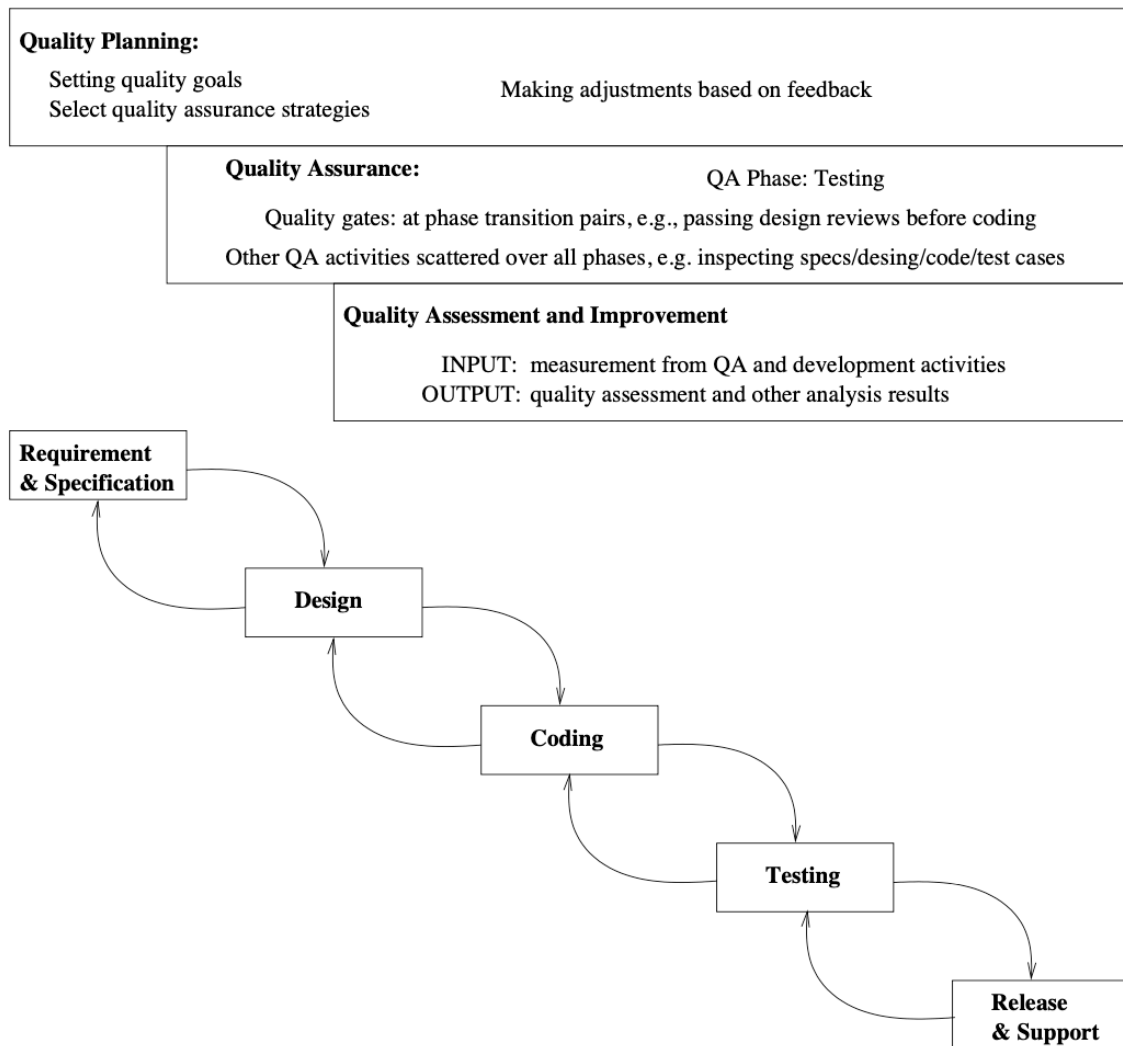 Quality Planning:
Setting quality goals
Select quality assurance strategies
Making adjustments based on feedback
Quality Assurance:
QA Phase: Testing
Quality gates: at phase transition pairs, e.g., passing design reviews before coding
Other QA activities scattered over all phases, e.g. inspecting specs/desing/code/test cases
Quality Assessment and Improvement
INPUT: measurement from QA and development activities
OUTPUT: quality assessment and other analysis results
Requirement
& Specification
Design
Coding
Testing
Release
& Support